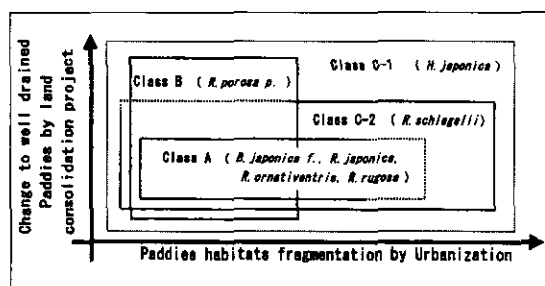 Change to well drained
Paddies by land
consolidation project
Class C-1 ( H.japonica )
Class B ( R.porosa p. )
Class C-2 ( R.schlegelii )
Class A ( B.japonica f., R.japonica,
R.ornativentris, R.rugosa )
Paddies habitats fragmentation by Urbanization